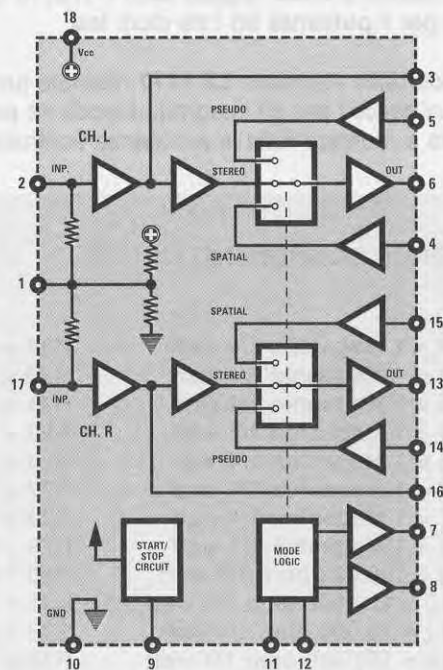 18
Vcc
3
PSEUDO
5
CH. L
INP.
STEREO
OUT
2
6
4
SPATIAL
1
15
SPATIAL
STEREO
OUT
17
13
INP.
CH. R
14
PSEUDO
16
7
START/
STOP
CIRCUIT
MODE
LOGIC
8
GND
10
9
11
12